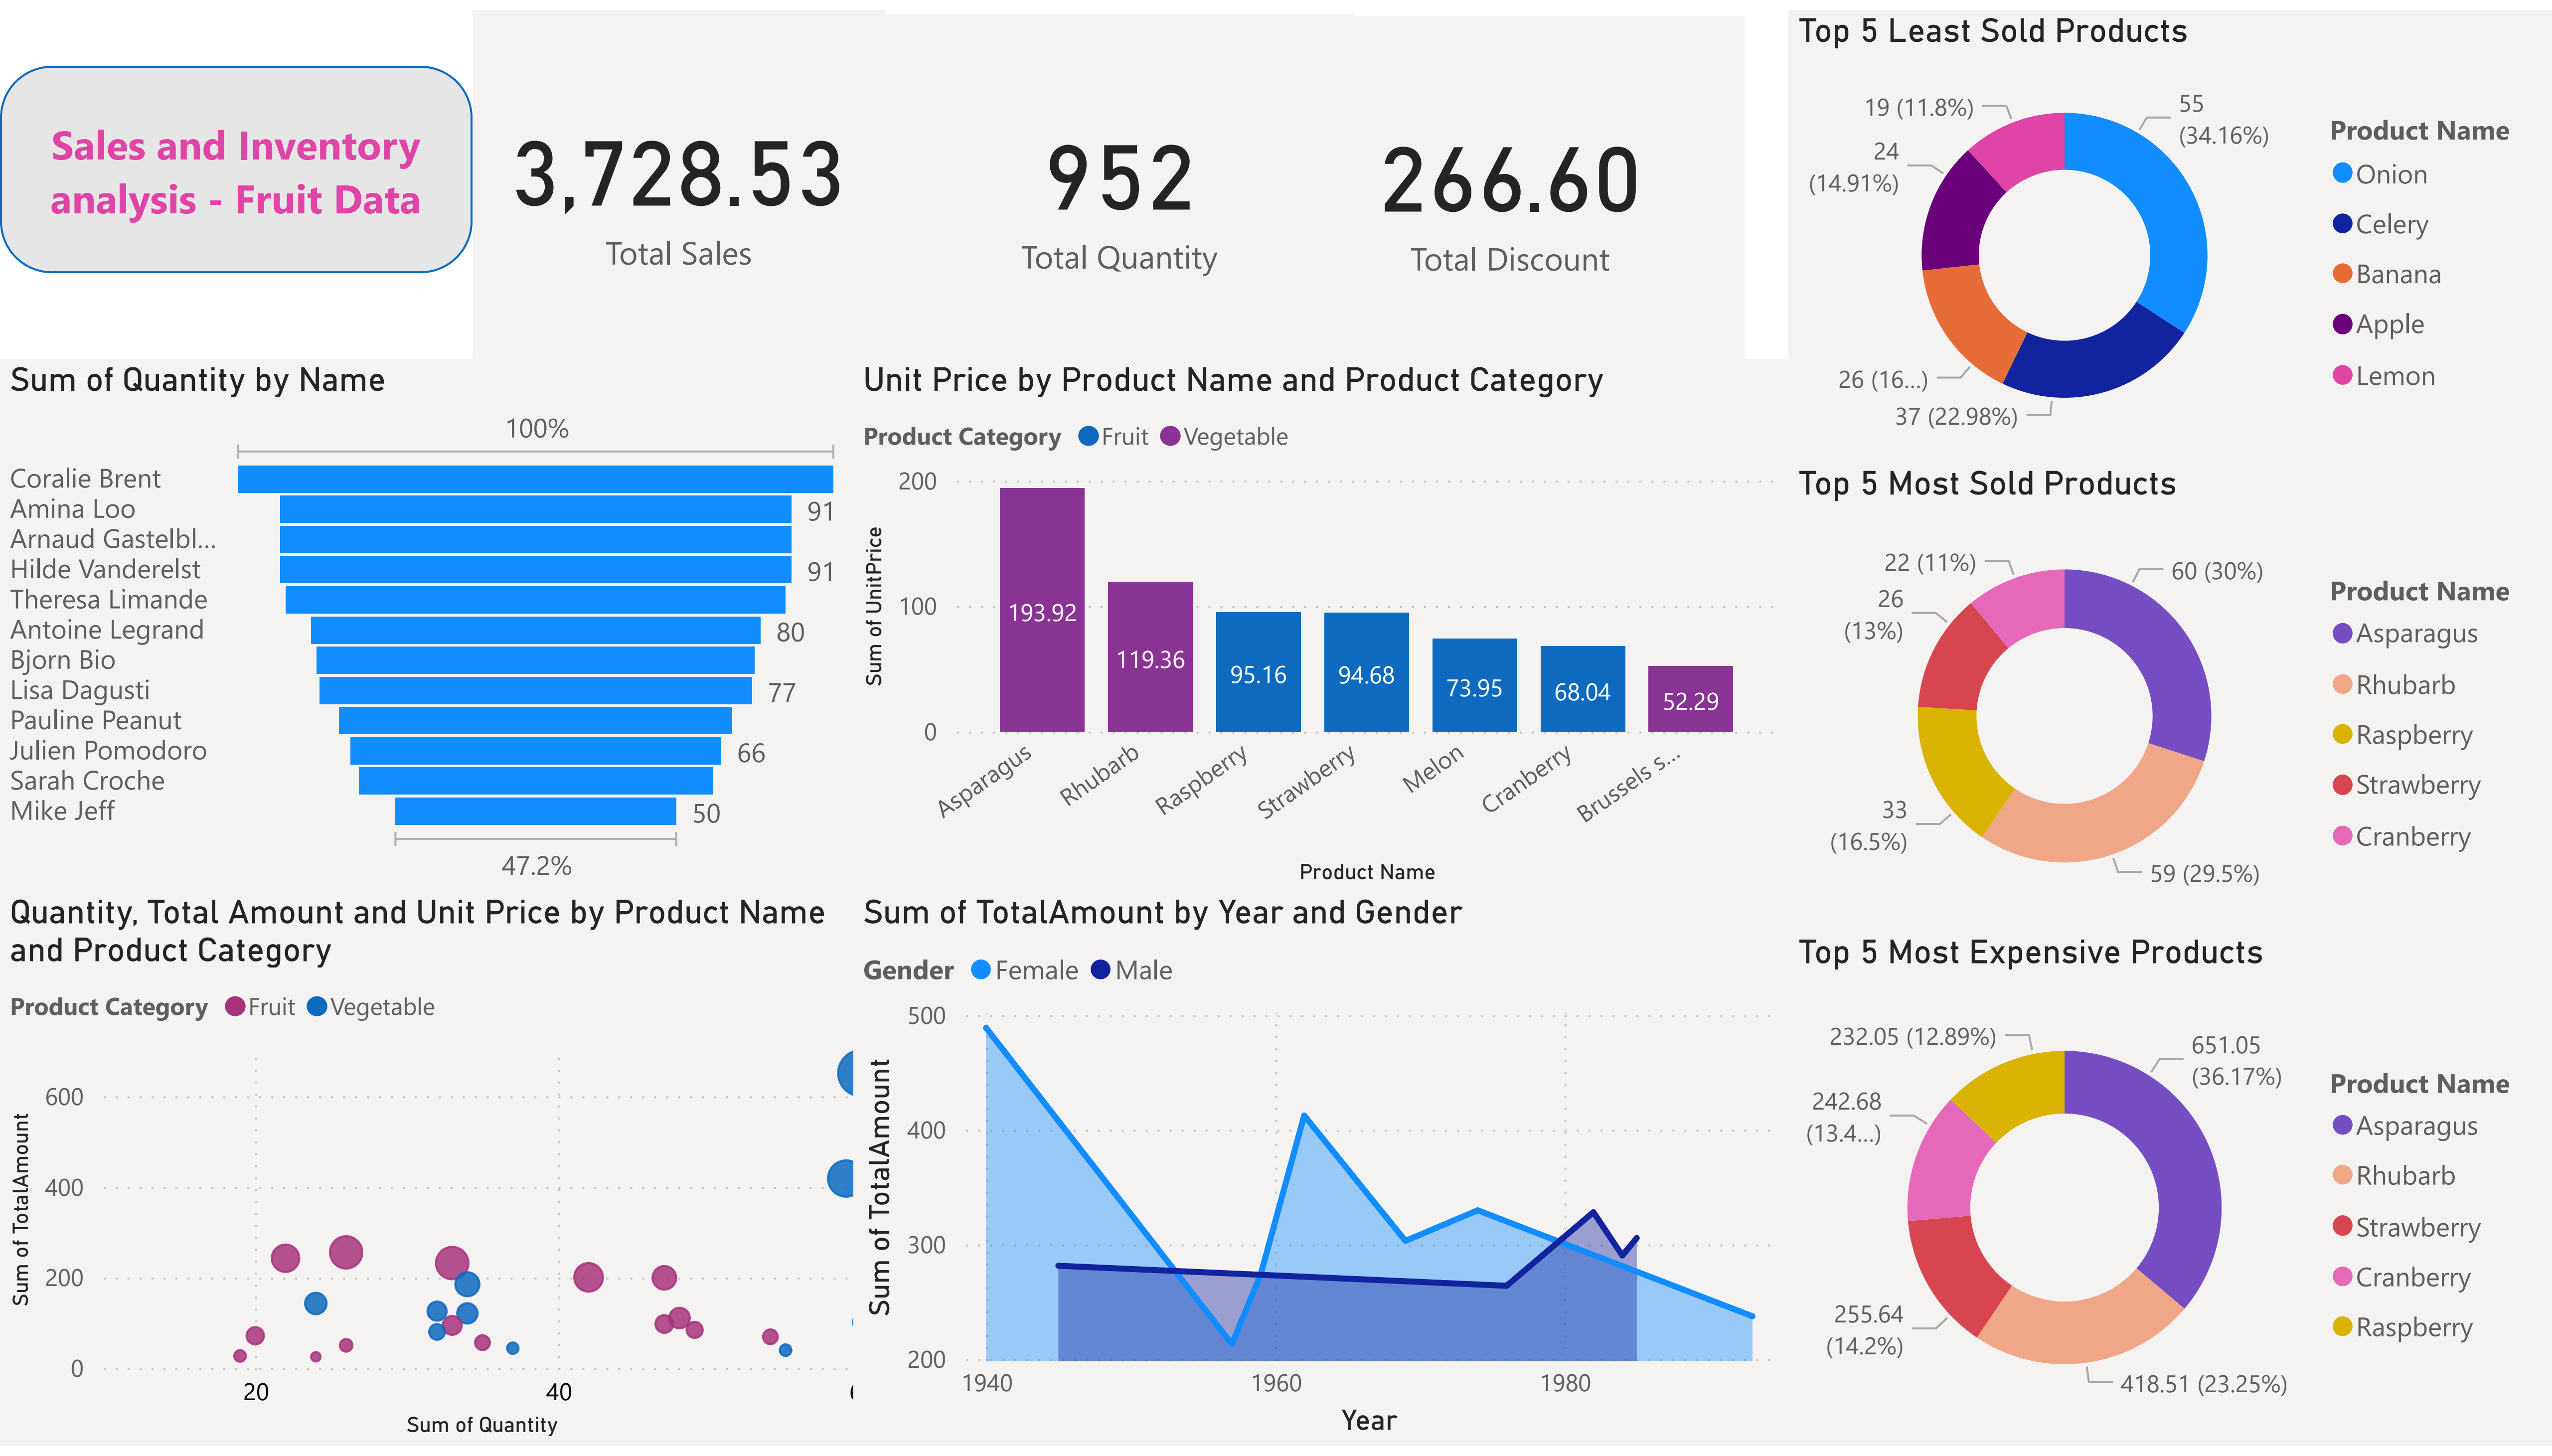 Sales and Inventory
analysis - Fruit Data
3,728.53
Total Sales
952
Total Quantity
266.60
Total Discount
Top 5 Least Sold Products
19 (11.8%)
55
(34.16%)
24
(14.91%)
26 (16...)
37 (22.98%)
Product Name
Onion
Celery
Banana
Apple
Lemon
Sum of Quantity by Name
100%
Coralie Brent
Amina Loo
91
Arnaud Gastelbl...
Hilde Vanderelst
91
Theresa Limande
Antoine Legrand
80
Bjorn Bio
Lisa Dagusti
77
Pauline Peanut
Julien Pomodoro
66
Sarah Croche
Mike Jeff
50
47.2%
Unit Price by Product Name and Product Category
Product Category Fruit Vegetable
Sum of UnitPrice
200
100
0
193.92
119.36
95.16
94.68
73.95
68.04
52.29
Asparagus
Rhubarb
Raspberry
Strawberry
Melon
Cranberry
Brussels s...
Product Name
Top 5 Most Sold Products
22 (11%)
60 (30%)
26
(13%)
33
(16.5%)
59 (29.5%)
Product Name
Asparagus
Rhubarb
Raspberry
Strawberry
Cranberry
Quantity, Total Amount and Unit Price by Product Name
and Product Category
Product Category Fruit Vegetable
Sum of TotalAmount
600
400
200
0
20
40
Sum of Quantity
Sum of TotalAmount by Year and Gender
Gender Female Male
Sum of TotalAmount
500
400
300
200
1940
1960
1980
Year
Top 5 Most Expensive Products
232.05 (12.89%)
651.05
(36.17%)
242.68
(13.4...)
255.64
(14.2%)
418.51 (23.25%)
Product Name
Asparagus
Rhubarb
Strawberry
Cranberry
Raspberry